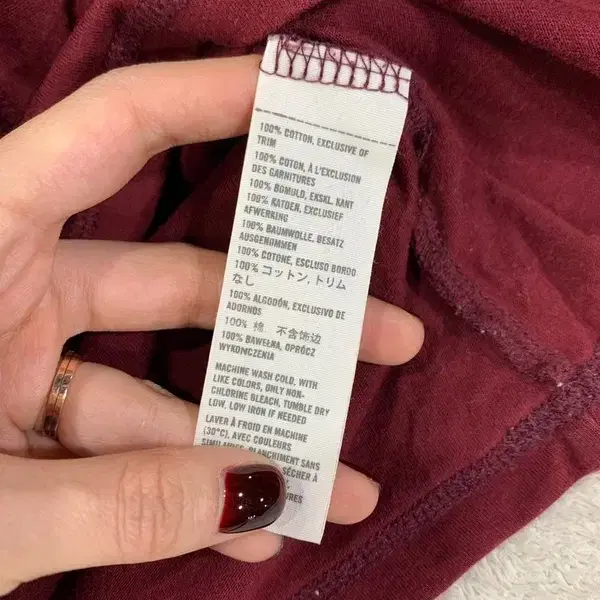 100% COTTON, EXCLUSIVE OF
TRIM
100% COTON, À L'EXCLUSION
DES GARNITURES
100% BOMULD, EKSKL. KANT
100% KATOEN, EXCLUSIEF
AFWERKING
100% BAUMWOLLE, BESATZ
AUSGENOMMEN
100% COTONE, ESCLUSO BORDO
100% コットン, トリム
なし
100% ALGODÓN, EXCLUSIVO DE
ADORNOS
100% 棉 不含饰边
100% BAWEŁNA, OPRÓCZ
WYKOŃCZENIA
MACHINE WASH COLD, WITH
LIKE COLORS, ONLY NON-
CHLORINE BLEACH, TUMBLE DRY
LOW, LOW IRON IF NEEDED
LAVER À FROID EN MACHINE
(30°C), AVEC COULEURS
BLANCHIMENT SANS
SÉCHER À